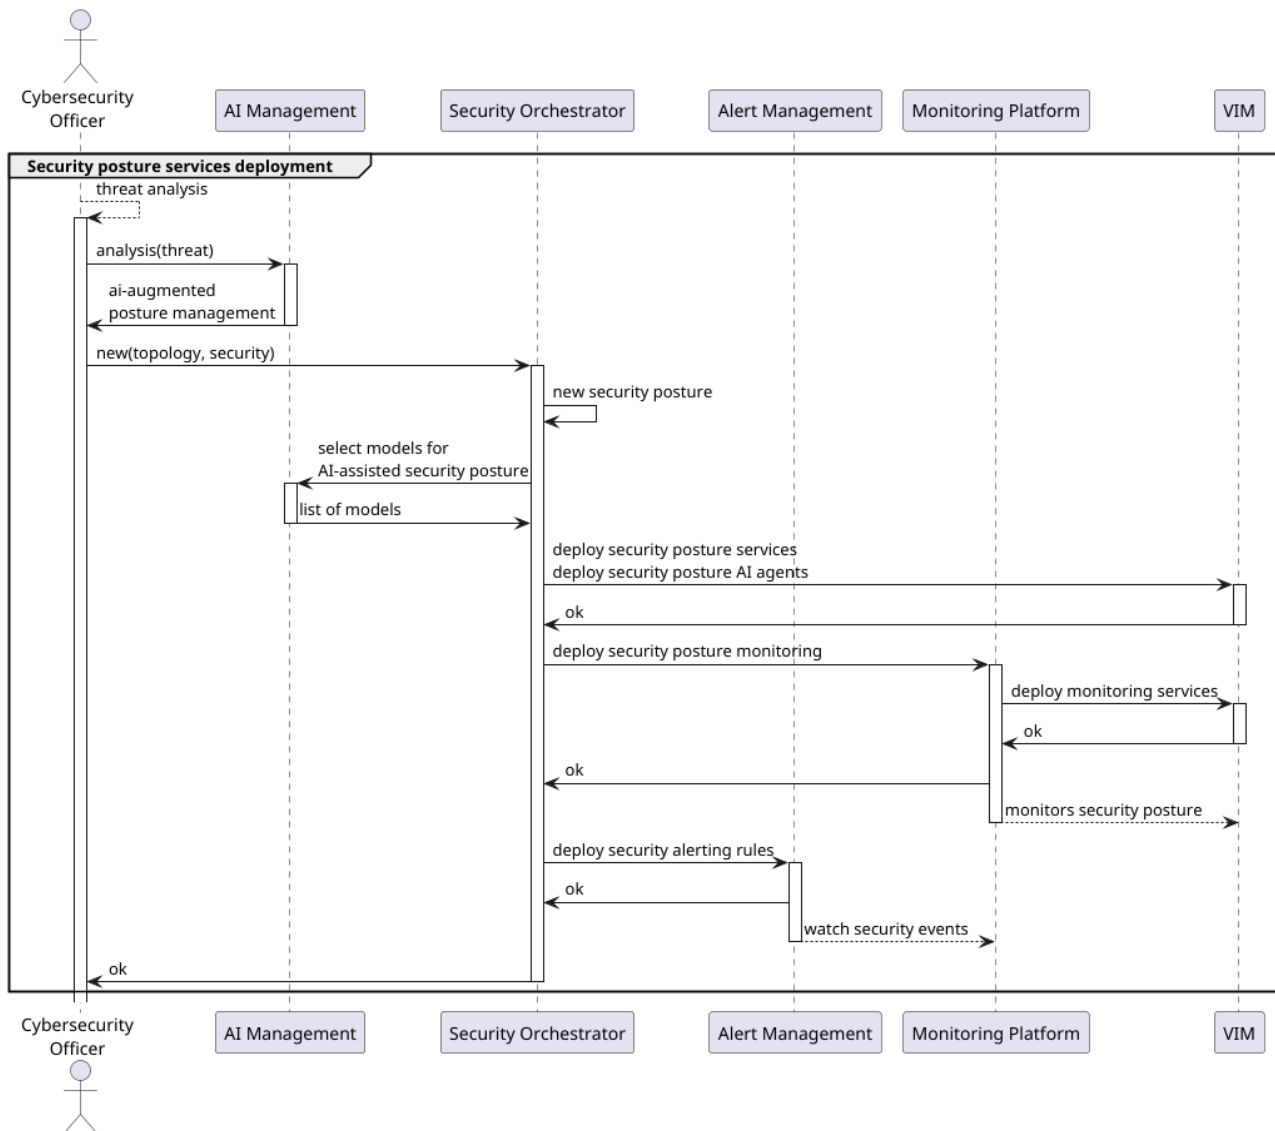 Cybersecurity
Officer
AI Management
Security Orchestrator
Alert Management
Monitoring Platform
VIM
Security posture services deployment
threat analysis
analysis(threat)
ai-augmented
posture management
new(topology, security)
new security posture
select models for
AI-assisted security posture
list of models
deploy security posture services
deploy security posture AI agents
ok
deploy security posture monitoring
deploy monitoring services
ok
ok
monitors security posture
deploy security alerting rules
ok
watch security events
ok
Cybersecurity
Officer
AI Management
Security Orchestrator
Alert Management
Monitoring Platform
VIM